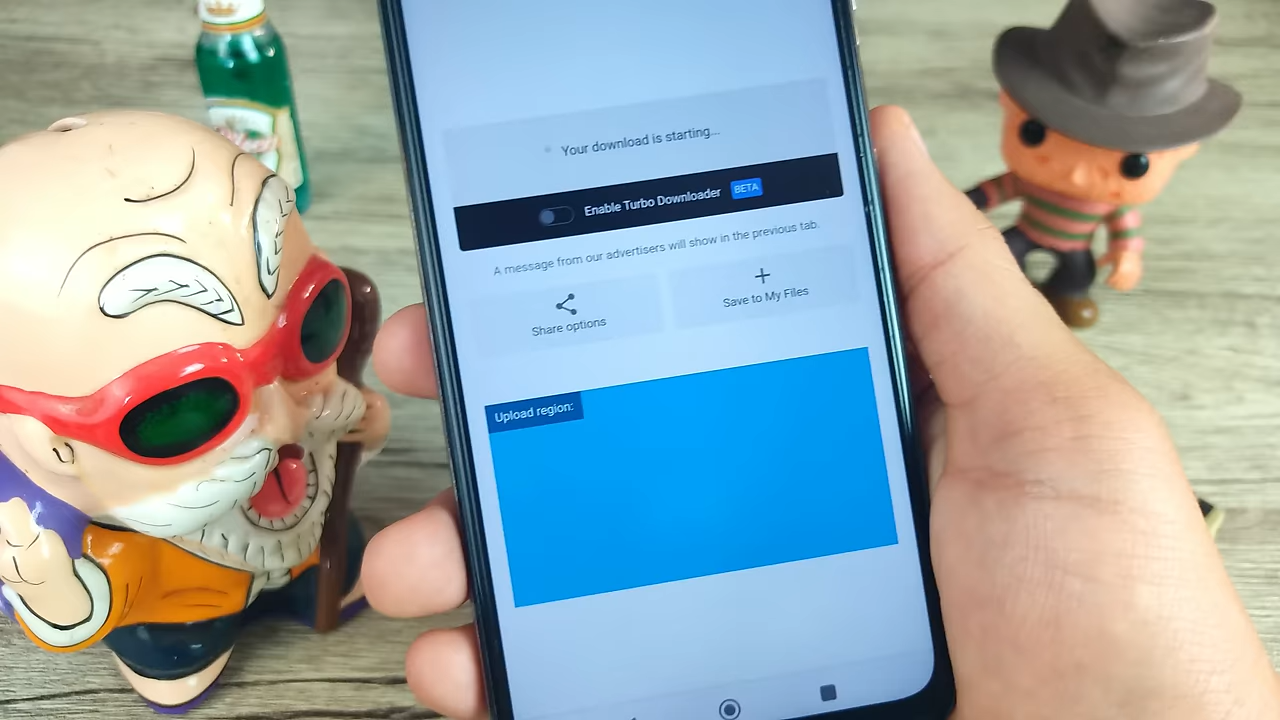 Your download is starting...
Enable Turbo Downloader BETA
A message from our advertisers will show in the previous tab.
Share options
Save to My Files
Upload region: